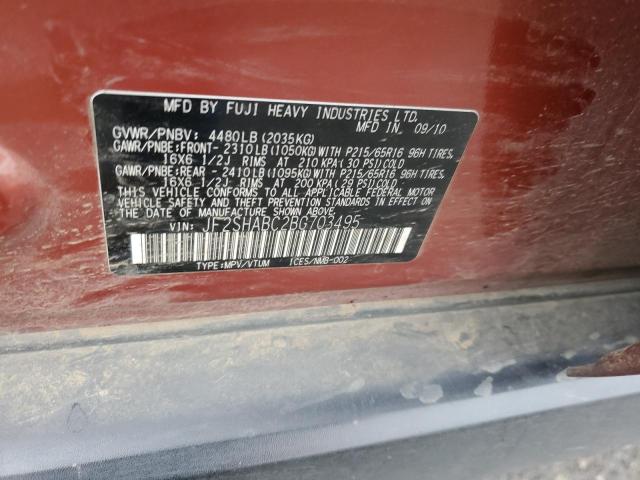 MFD BY FUJI HEAVY INDUSTRIES LTD.
MFD IN 09/10
GVWR/PNBV: 4480LB(2035KG)
GAWR/PNBE:FRONT-2310LB(1050KG)WITH P215/65R16 96H TIRES,
16X6 1/2J RIMS AT 210 KPA(30 PSI)COLD
GAWR/PNBE:REAR -2410LB(1095KG)WITH P215/65R16 96H TIRES,
16X6 1/2J RIMS AT 200 KPA(29 PSI)COLD
THIS VEHICLE CONFORMS TO ALL APPLICABLE FEDERAL MOTOR
VEHICLE SAFETY AND THEFT PREVENTION STANDARDS IN EFFECT
ON THE DATE OF MANUFACTURE SHOWN ABOVE.
VIN: JF2SHABC2BG703495
TYPE:MPV/VTUM ICES/NMB-002